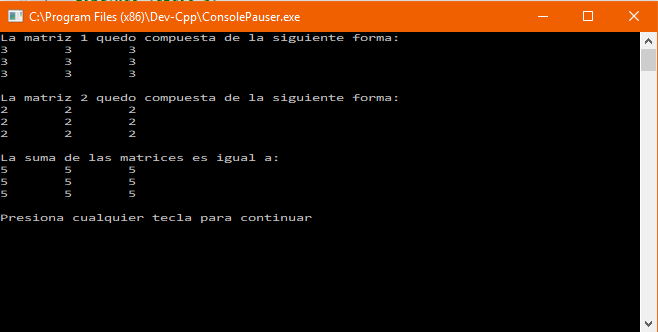 C:\Program Files (x86)\Dev-Cpp\ConsolePauser.exe
La matriz 1 quedo compuesta de la siguiente forma:
3 3 3
3 3 3
3 3 3
La matriz 2 quedo compuesta de la siguiente forma:
2 2 2
2 2 2
2 2 2
La suma de las matrices es igual a:
5 5 5
5 5 5
5 5 5
Presiona cualquier tecla para continuar